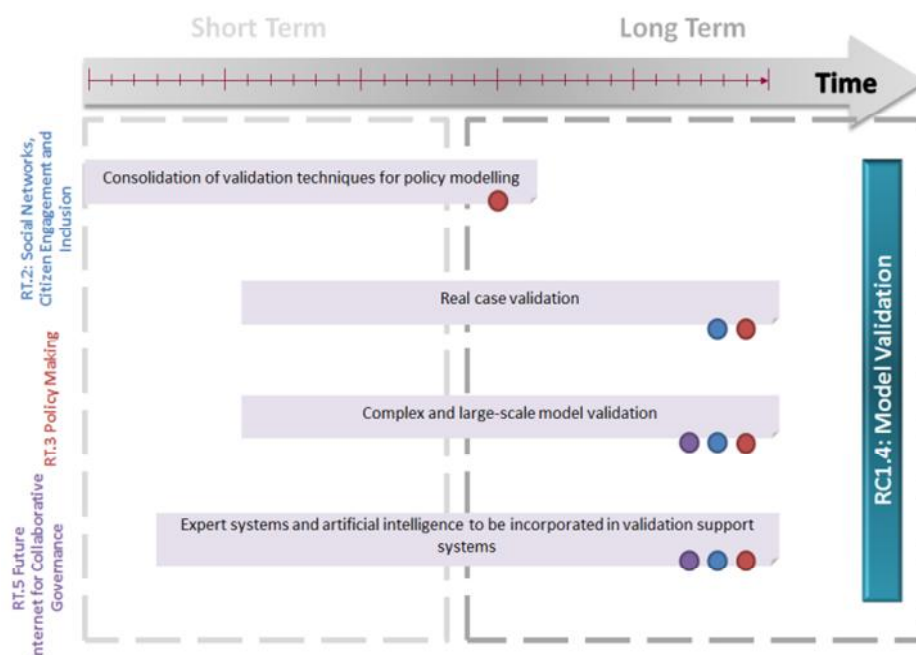 Short Term
Long Term
Time
RT.2: Social Networks,
Citizen Engagement and
Inclusion
Consolidation of validation techniques for policy modelling
Real case validation
RT.3 Policy Making
Complex and large-scale model validation
RT.5 Future
nternet for Collaborative
Governance
Expert systems and artificial intelligence to be incorporated in validation support
systems
RC1.4: Model Validation